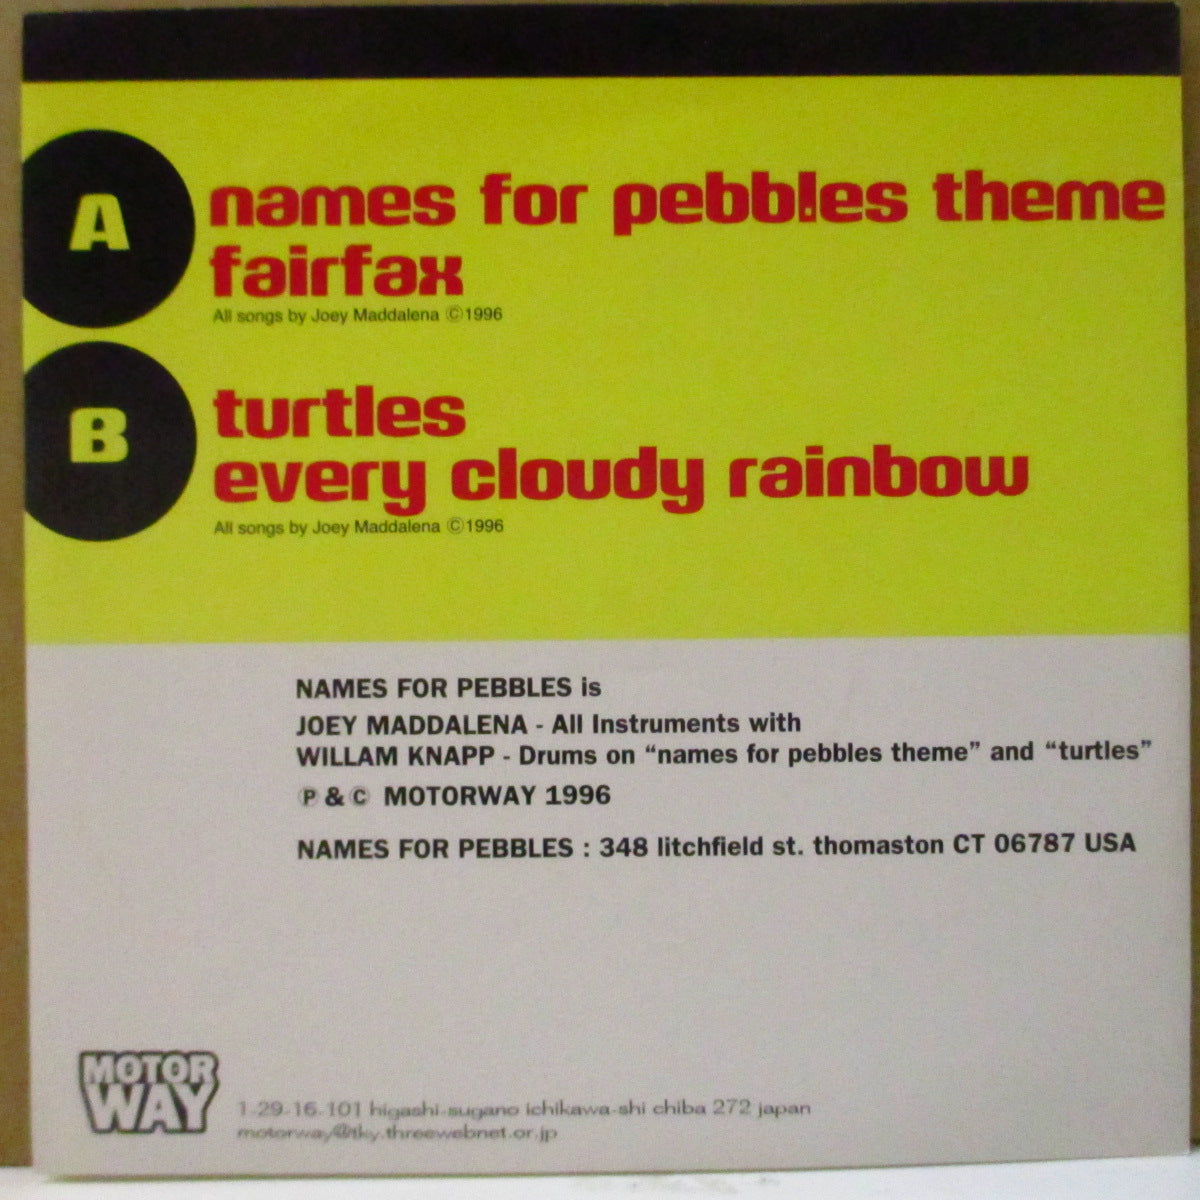 A
names for pebbles theme
fairfax
All songs by Joey Maddalena ©1996
B
turtles
every cloudy rainbow
All songs by Joey Maddalena ©1996
NAMES FOR PEBBLES is
JOEY MADDALENA - All Instruments with
WILLAM KNAPP - Drums on “names for pebbles theme” and “turtles”
Ⓟ & © MOTORWAY 1996
NAMES FOR PEBBLES : 348 litchfield st. thomaston CT 06787 USA
MOTOR
WAY
1-29-16-101 higashi-sugano ichikawa-shi chiba 272 japan
motorway@tky.threewebnet.or.jp